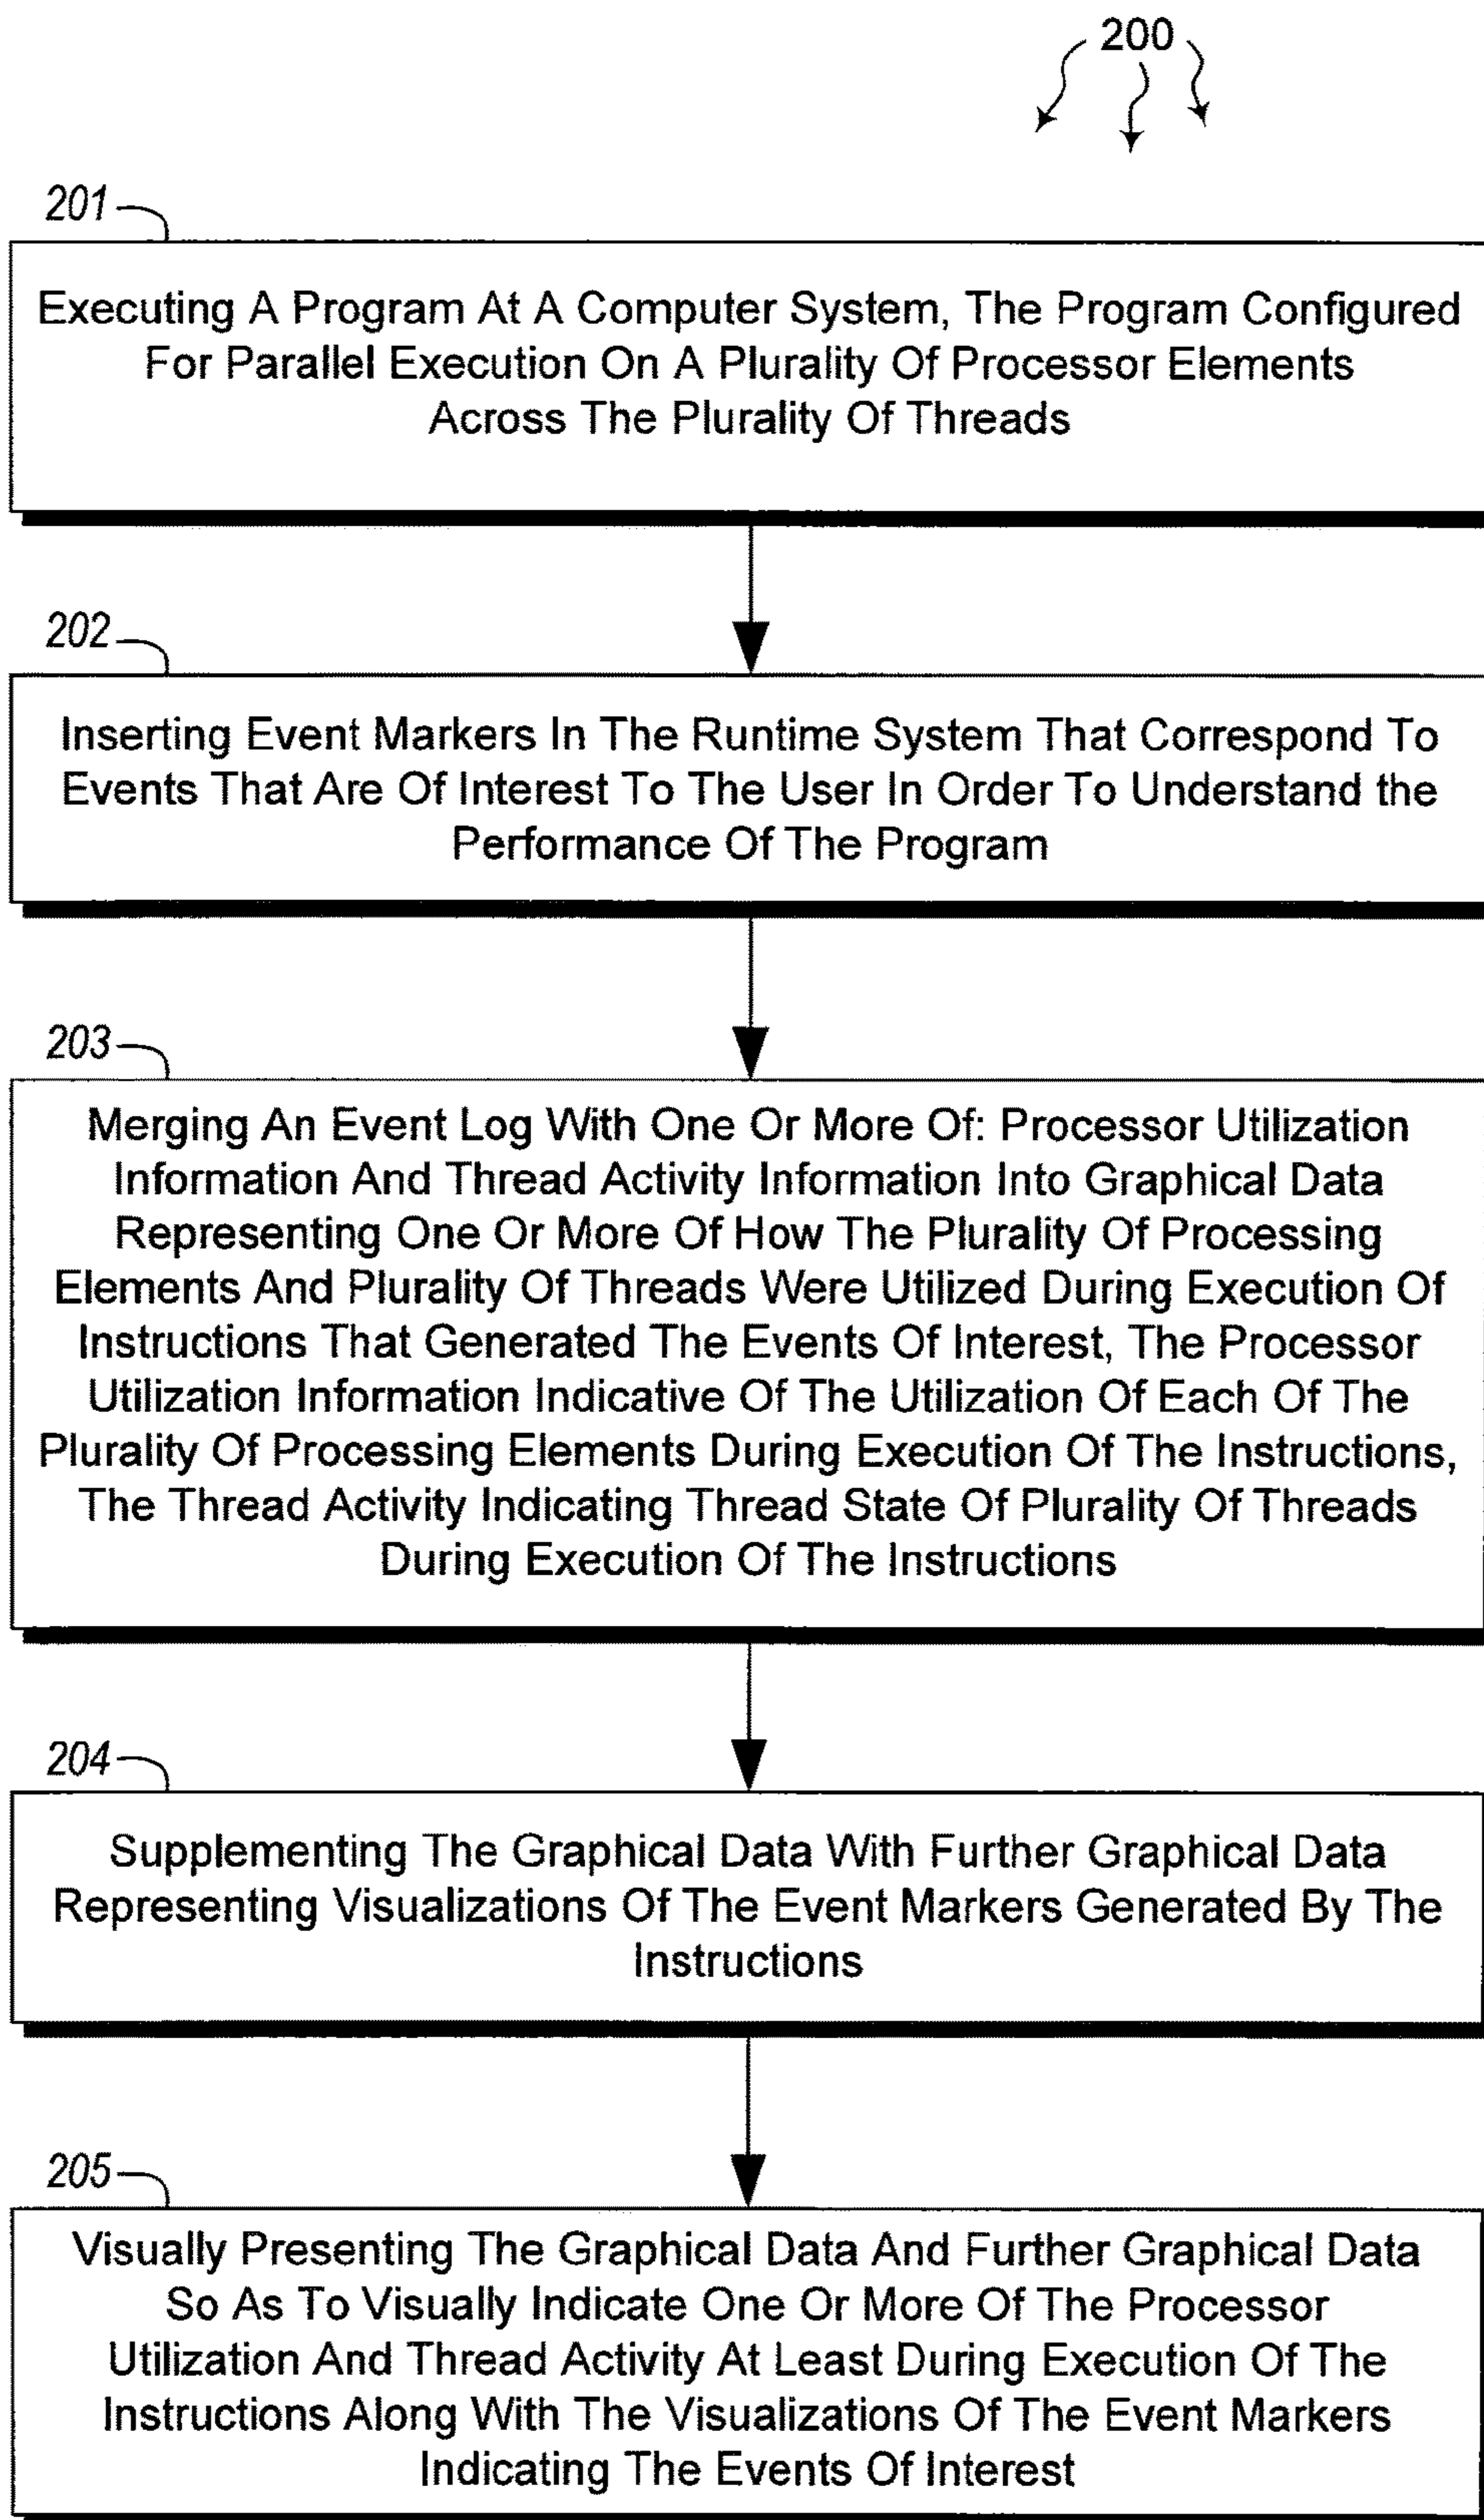 200
201
Executing A Program At A Computer System, The Program Configured
For Parallel Execution On A Plurality Of Processor Elements
Across The Plurality Of Threads
202
Inserting Event Markers In The Runtime System That Correspond To
Events That Are Of Interest To The User In Order To Understand the
Performance Of The Program
203
Merging An Event Log With One Or More Of: Processor Utilization
Information And Thread Activity Information Into Graphical Data
Representing One Or More Of How The Plurality Of Processing
Elements And Plurality Of Threads Were Utilized During Execution Of
Instructions That Generated The Events Of Interest, The Processor
Utilization Information Indicative Of The Utilization Of Each Of The
Plurality Of Processing Elements During Execution Of The Instructions,
The Thread Activity Indicating Thread State Of Plurality Of Threads
During Execution Of The Instructions
204
Supplementing The Graphical Data With Further Graphical Data
Representing Visualizations Of The Event Markers Generated By The
Instructions
205
Visually Presenting The Graphical Data And Further Graphical Data
So As To Visually Indicate One Or More Of The Processor
Utilization And Thread Activity At Least During Execution Of The
Instructions Along With The Visualizations Of The Event Markers
Indicating The Events Of Interest